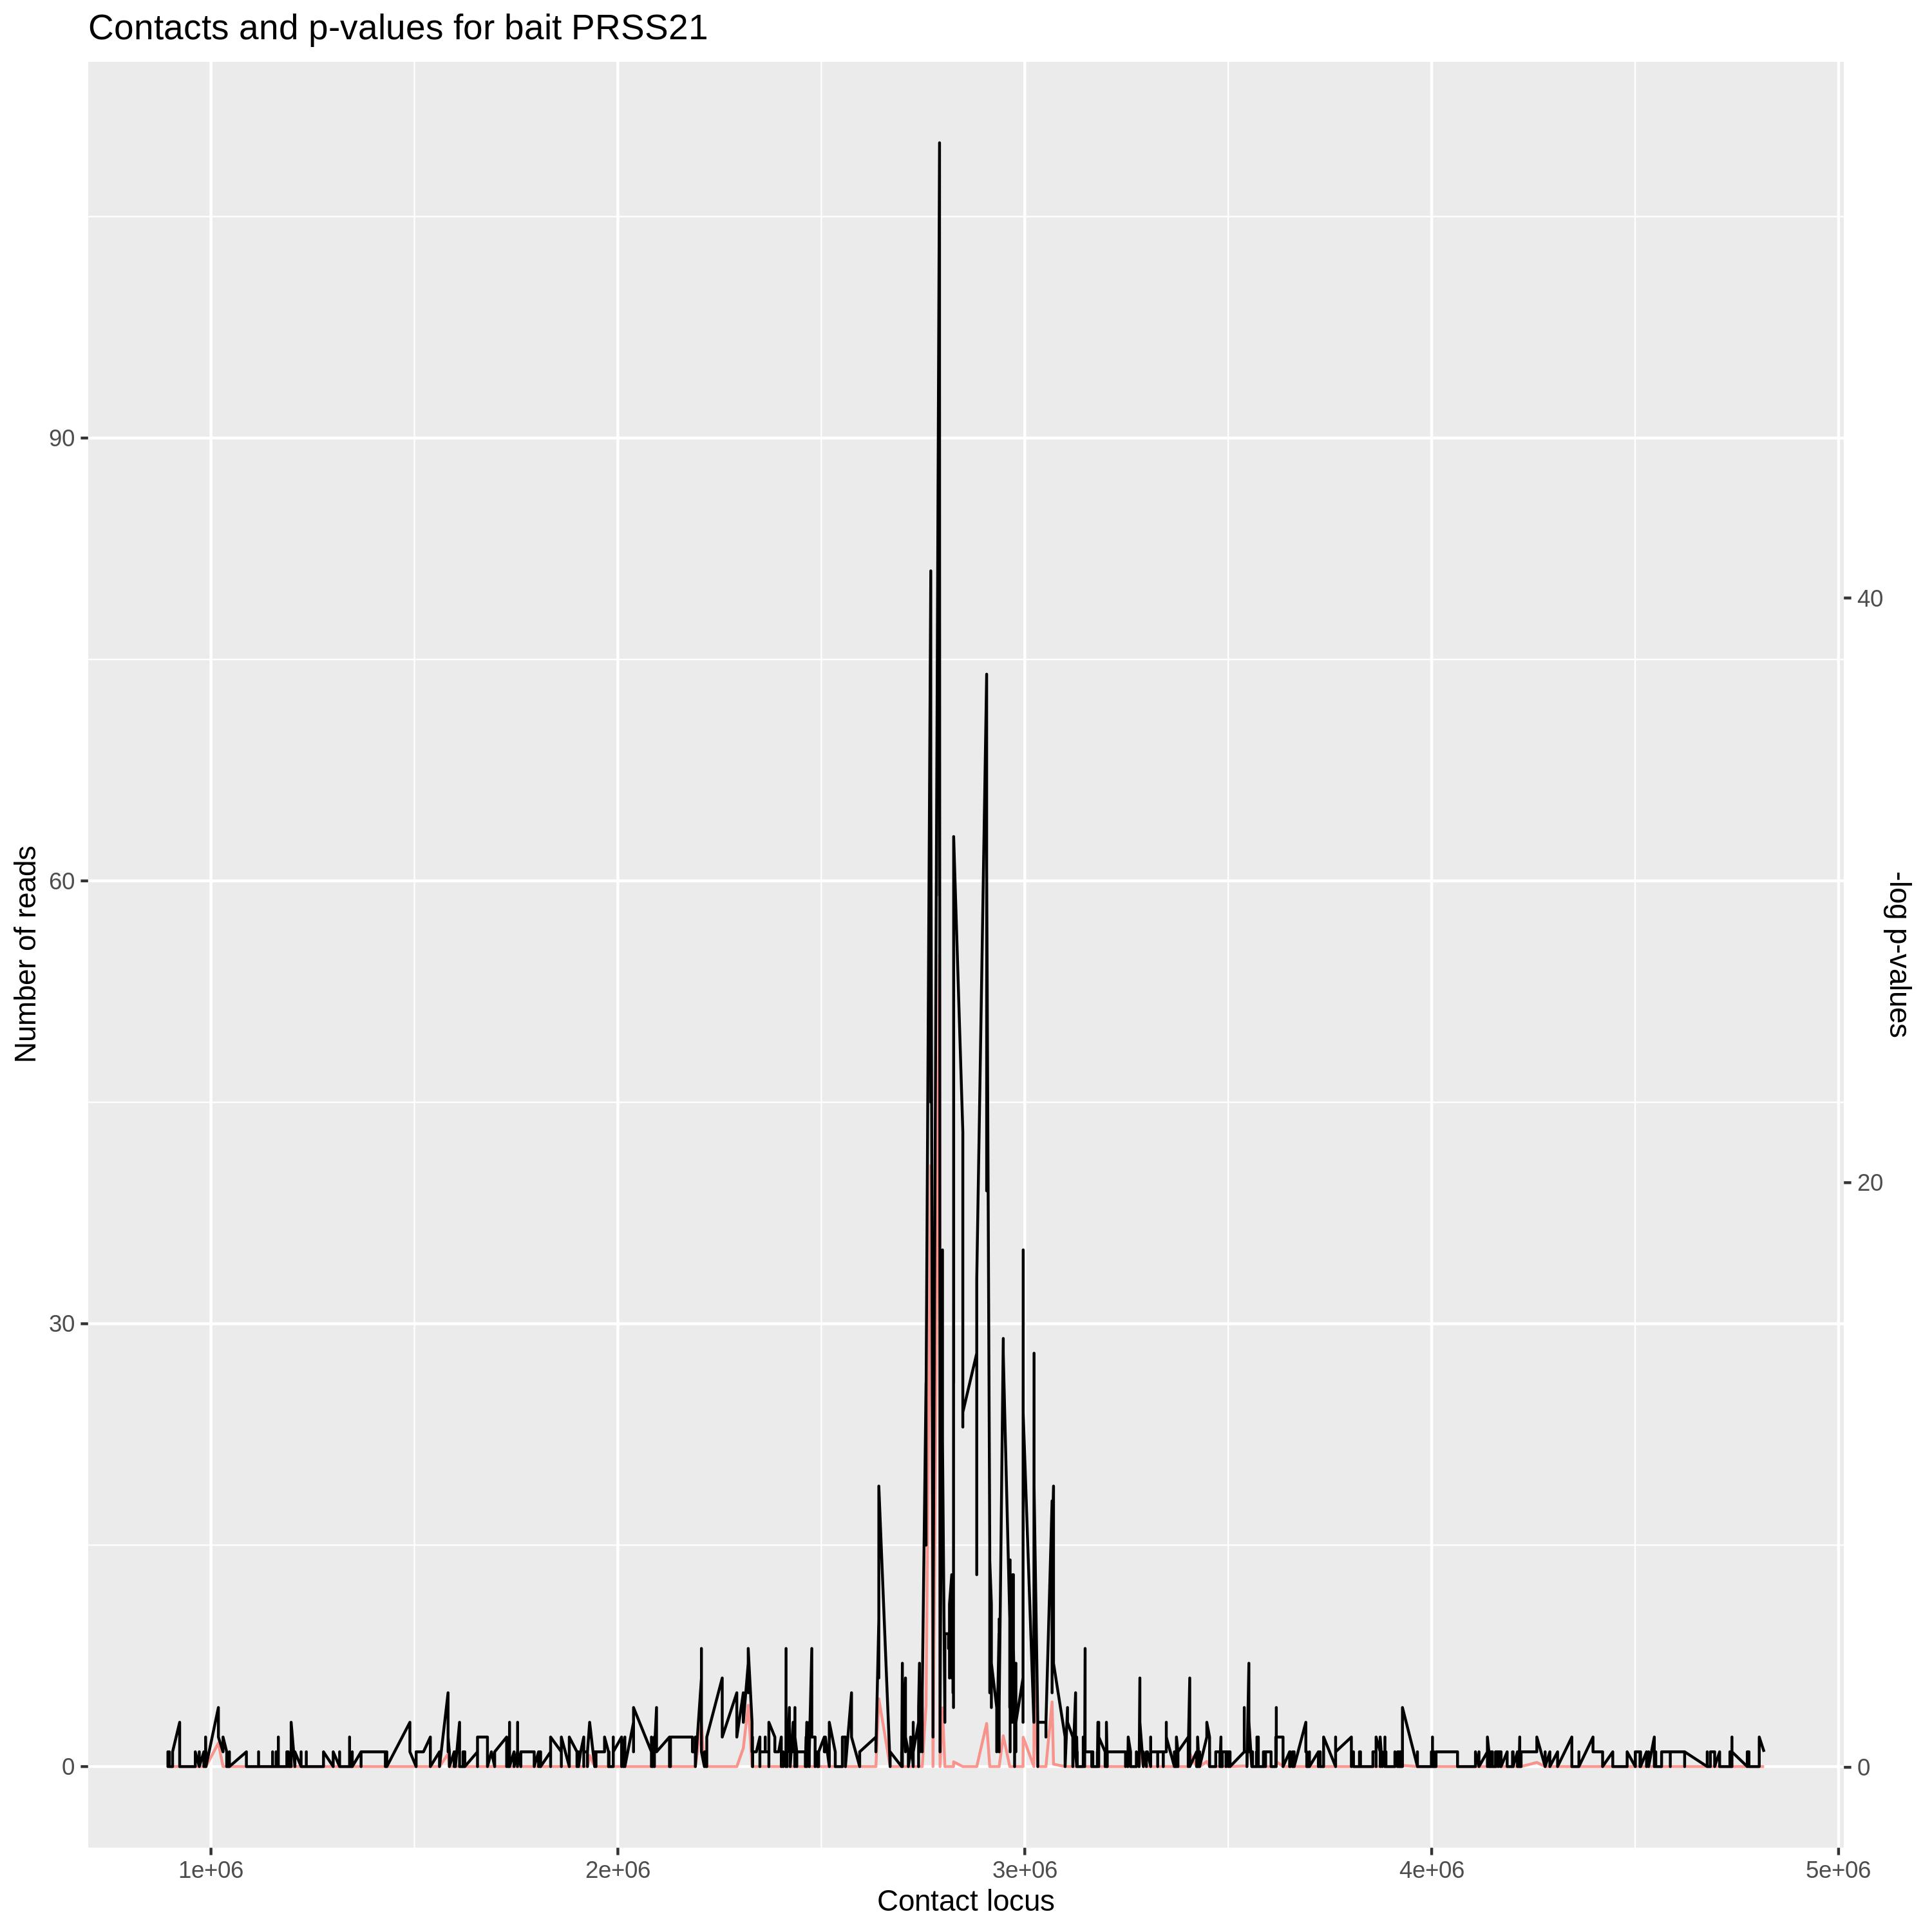 Contacts and p-values for bait PRSS21
90
60
30
0
Number of reads
40
20
0
-log p-values
1e+06
2e+06
3e+06
4e+06
5e+06
Contact locus